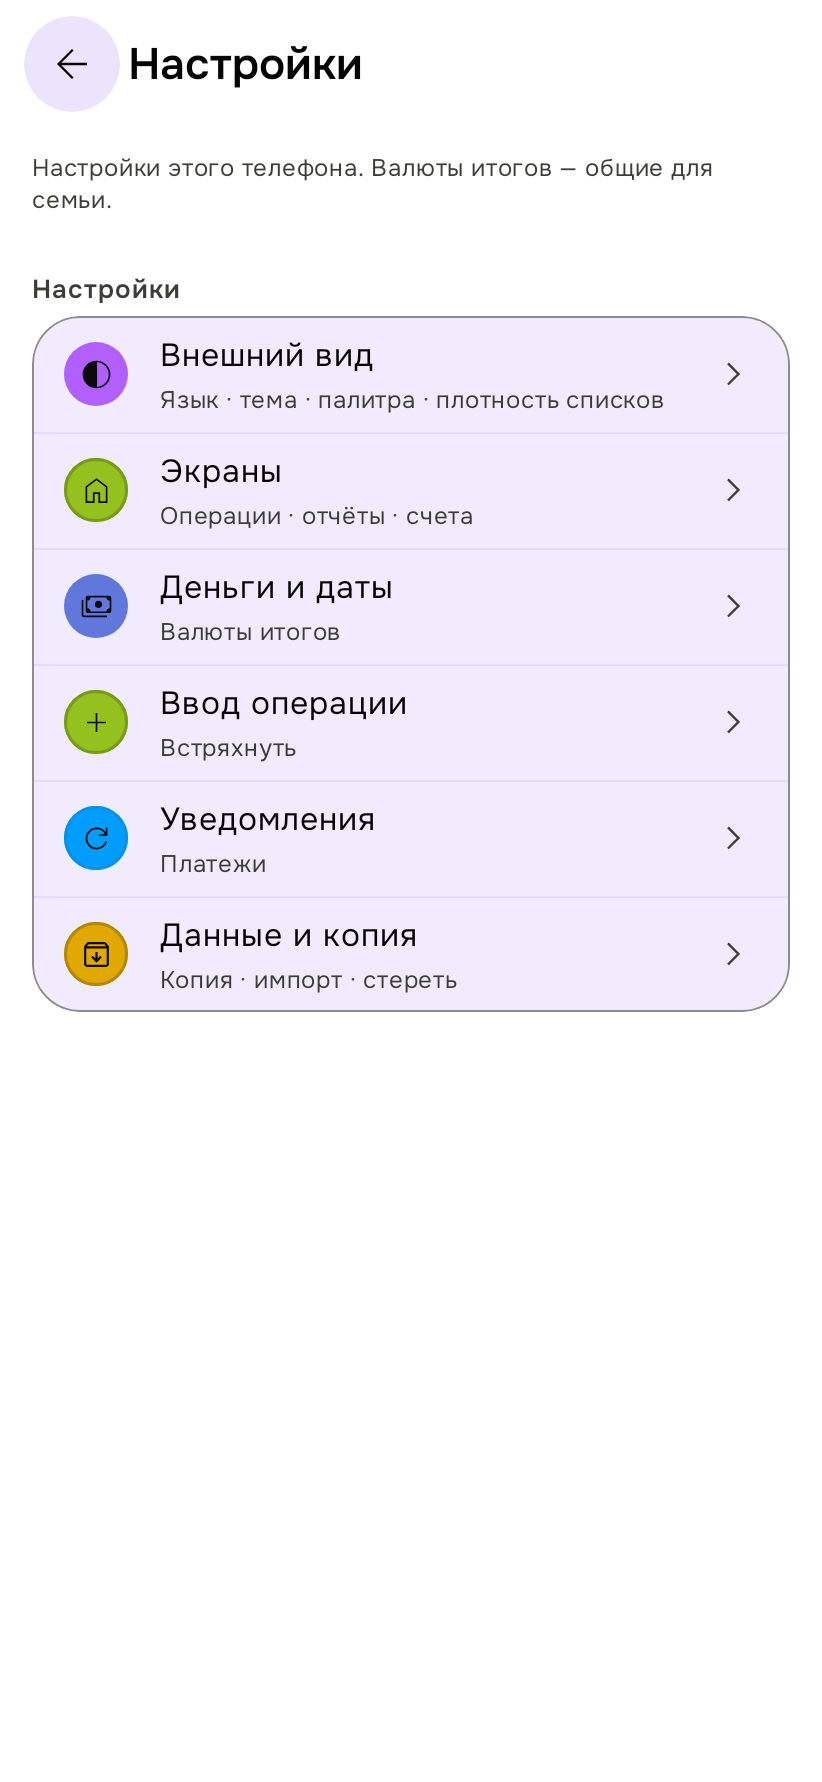 Настройки
Настройки этого телефона. Валюты итогов — общие для
семьи.
Настройки
Внешний вид
Язык · тема · палитра · плотность списков
Экраны
Операции · отчёты · счета
Деньги и даты
Валюты итогов
Ввод операции
Встряхнуть
Уведомления
Платежи
Данные и копия
Копия · импорт · стереть